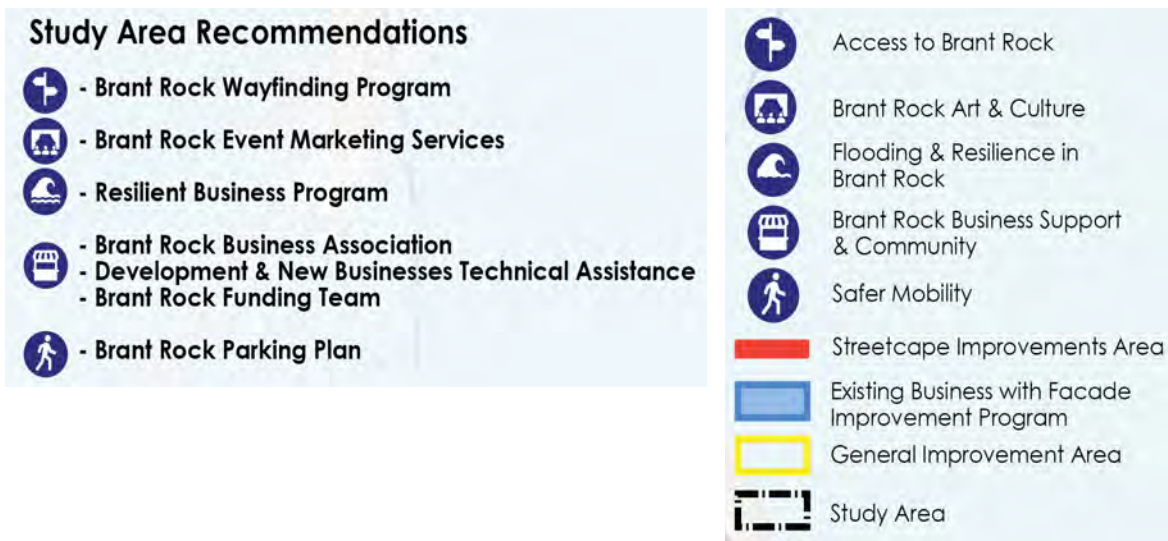 Study Area Recommendations
- Brant Rock Wayfinding Program
- Brant Rock Event Marketing Services
- Resilient Business Program
- Brant Rock Business Association
- Development & New Businesses Technical Assistance
- Brant Rock Funding Team
- Brant Rock Parking Plan
Access to Brant Rock
Brant Rock Art & Culture
Flooding & Resilience in
Brant Rock
Brant Rock Business Support
& Community
Safer Mobility
Streetcape Improvements Area
Existing Business with Facade
Improvement Program
General Improvement Area
Study Area